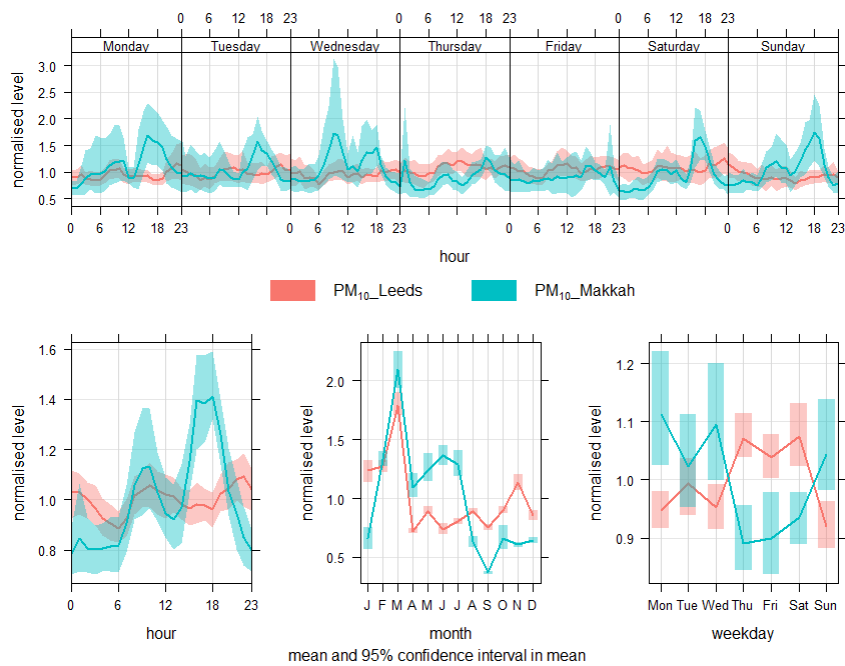 0 6 12 18 23 0 6 12 18 23 0 6 12 18 23
Monday Tuesday Wednesday Thursday Friday Saturday Sunday
3.0
2.5
2.0
1.5
1.0
0.5
normalised level
0 6 12 18 23 0 6 12 18 23 0 6 12 18 23 0 6 12 18 23
hour
PM₁₀_Leeds PM₁₀_Makkah
1.6
1.4
1.2
1.0
0.8
normalised level
0 6 12 18 23
hour
2.0
1.5
1.0
0.5
normalised level
J F M A M J J A S O N D
month
1.2
1.1
1.0
0.9
normalised level
Mon Tue Wed Thu Fri Sat Sun
weekday
mean and 95% confidence interval in mean